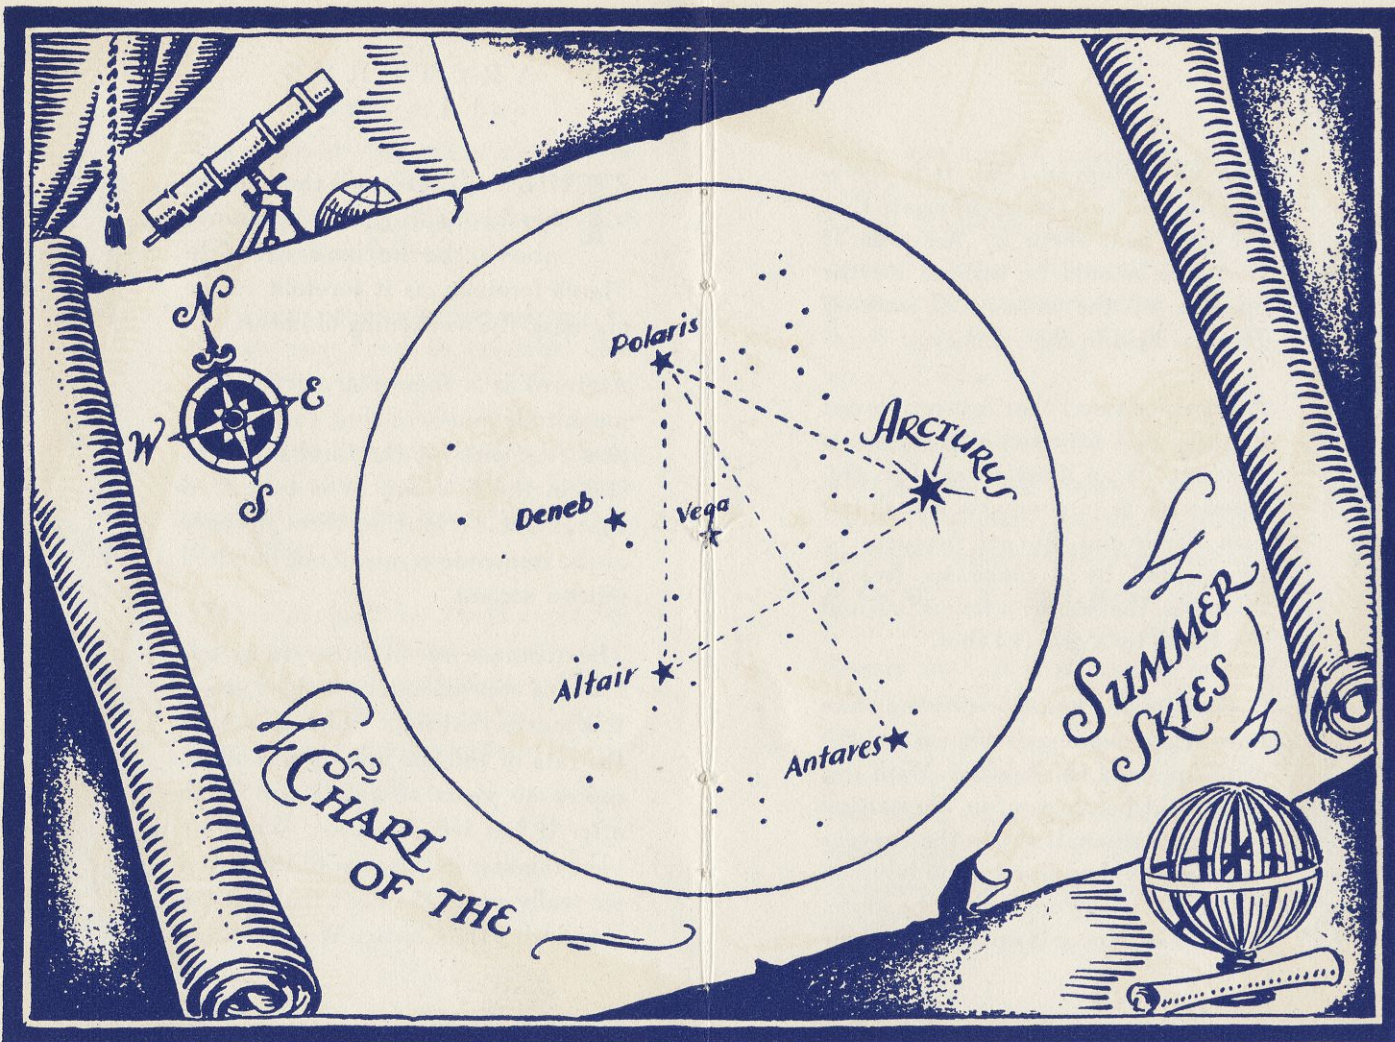 N
E
W
S
Polaris
ARCTURUS
Deneb
Vega
Altair
Antares
CHART
OF THE
SUMMER
SKIES